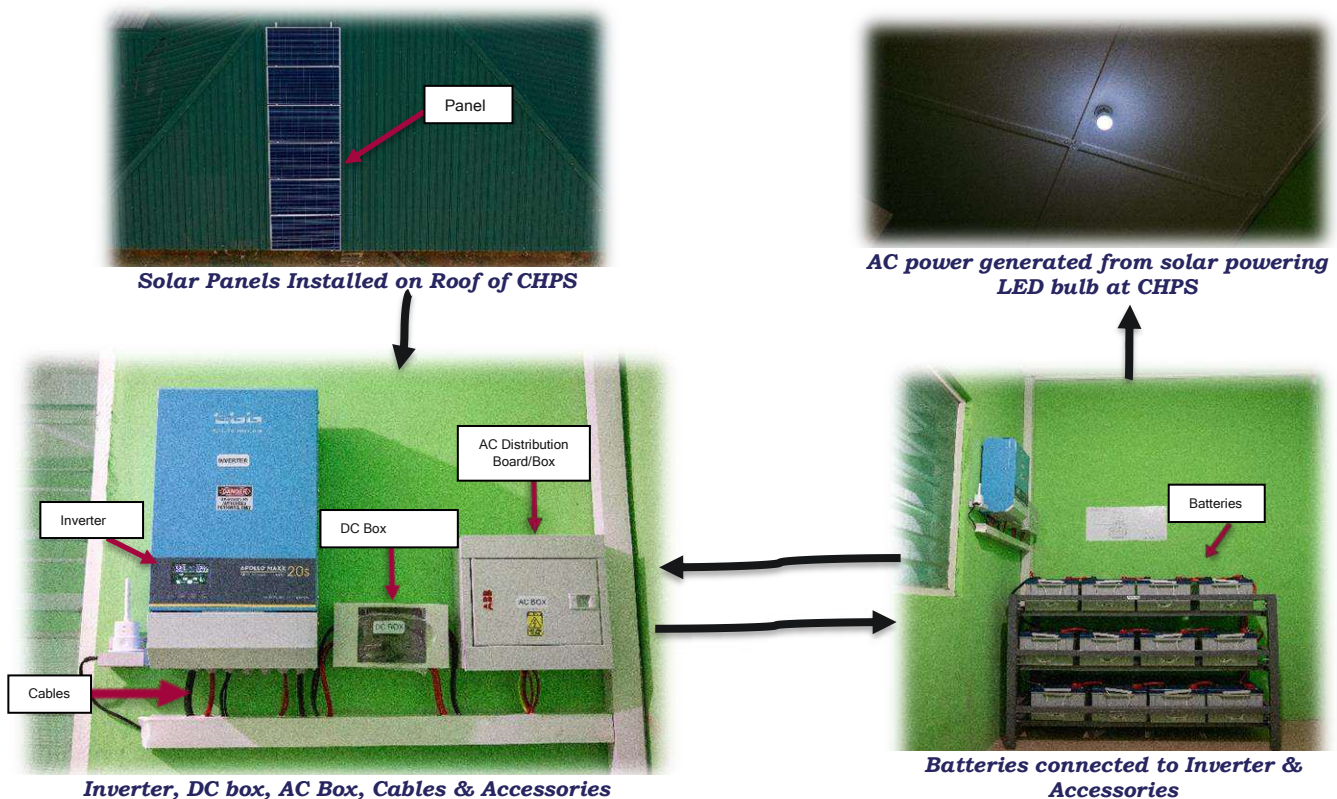 Panel
Solar Panels Installed on Roof of CHPS
AC power generated from solar powering
LED bulb at CHPS
INVERTER
DANGER
Inverter
APOLLO MAXX 20s
DC Box
DC BOX
AC Distribution
Board/Box
ABB
AC BOX
Cables
Inverter, DC box, AC Box, Cables & Accessories
Batteries
Batteries connected to Inverter &
Accessories